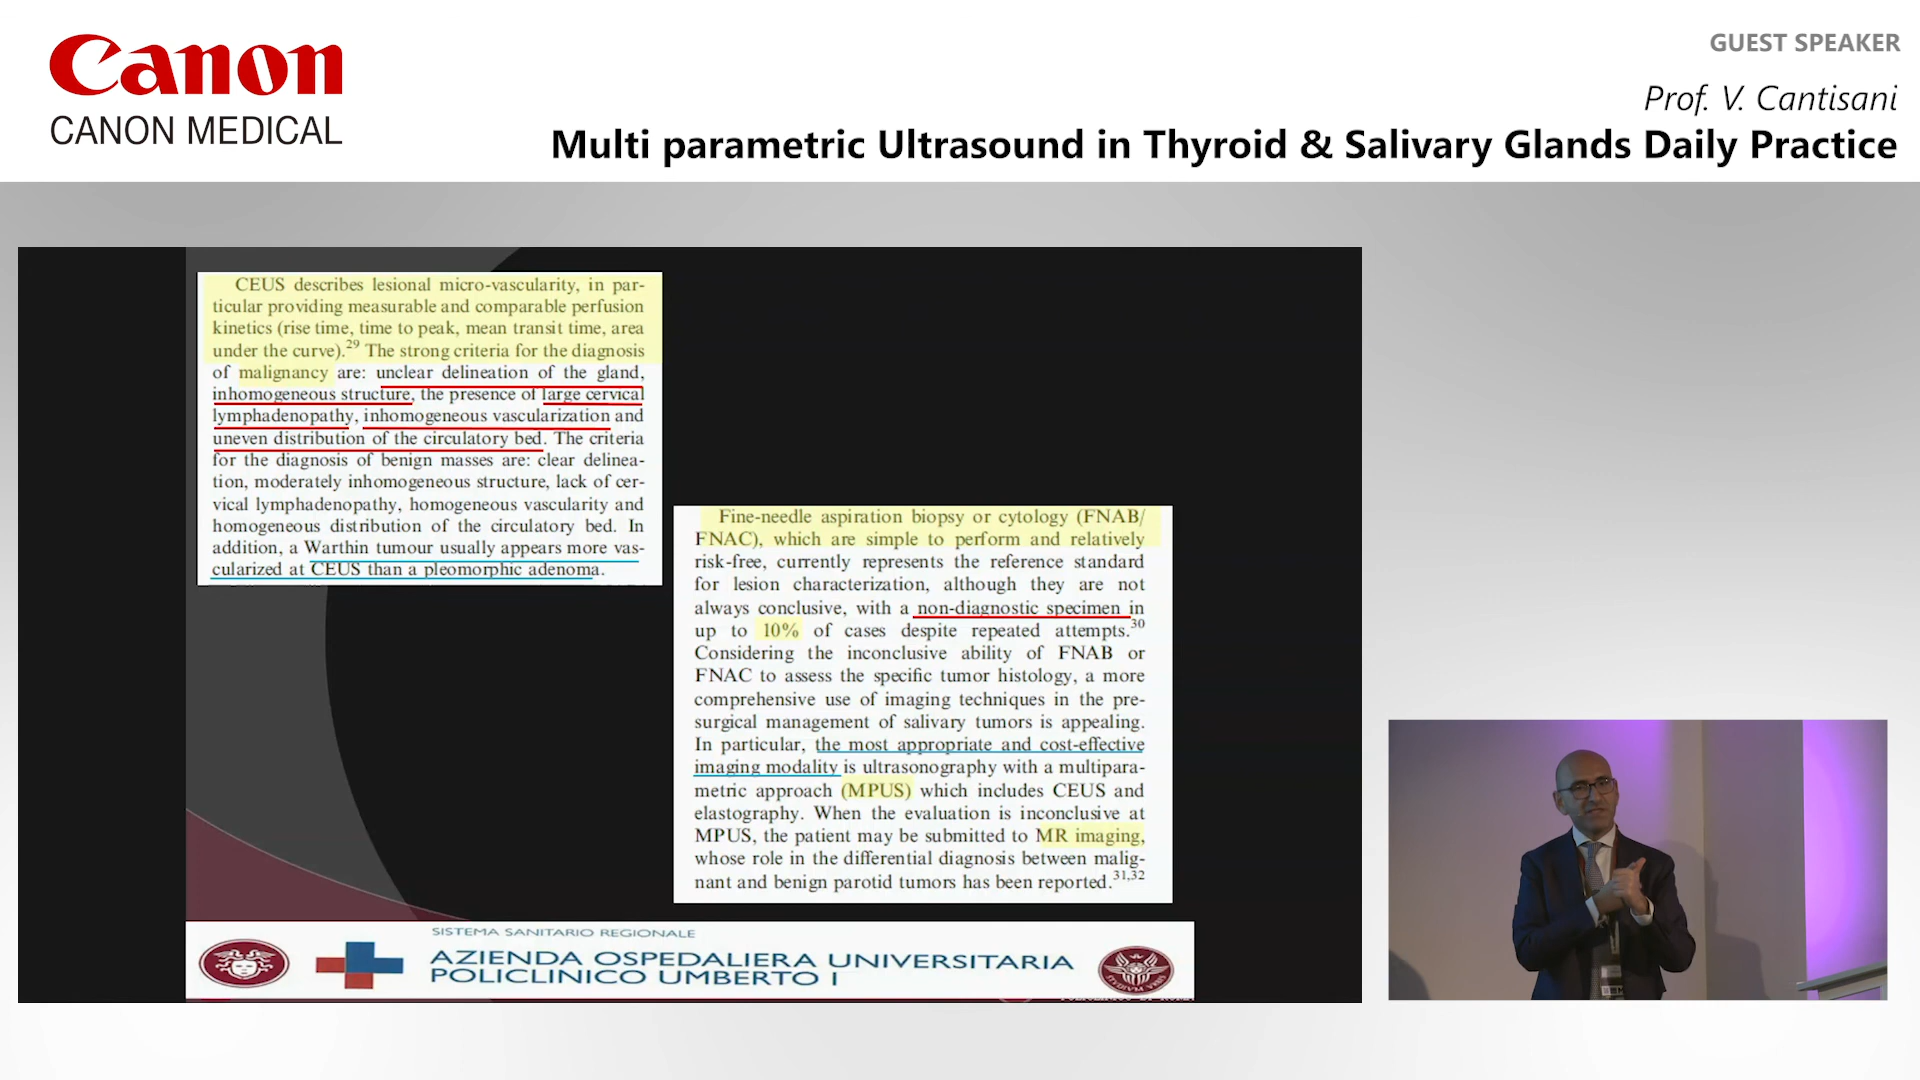 Canon
CANON MEDICAL
GUEST SPEAKER
Prof. V. Cantisani
Multi parametric Ultrasound in Thyroid & Salivary Glands Daily Practice
CEUS describes lesional micro-vascularity, in par-
ticular providing measurable and comparable perfusion
kinetics (rise time, time to peak, mean transit time, area
under the curve).29 The strong criteria for the diagnosis
of malignancy are: unclear delineation of the gland,
inhomogeneous structure, the presence of large cervical
lymphadenopathy, inhomogeneous vascularization and
uneven distribution of the circulatory bed. The criteria
for the diagnosis of benign masses are: clear delinea-
tion, moderately inhomogeneous structure, lack of cer-
vical lymphadenopathy, homogeneous vascularity and
homogeneous distribution of the circulatory bed. In
addition, a Warthin tumour usually appears more vas-
cularized at CEUS than a pleomorphic adenoma.
Fine-needle aspiration biopsy or cytology (FNAB/
FNAC), which are simple to perform and relatively
risk-free, currently represents the reference standard
for lesion characterization, although they are not
always conclusive, with a non-diagnostic specimen in
up to 10% of cases despite repeated attempts.30
Considering the inconclusive ability of FNAB or
FNAC to assess the specific tumor histology, a more
comprehensive use of imaging techniques in the pre-
surgical management of salivary tumors is appealing.
In particular, the most appropriate and cost-effective
imaging modality is ultrasonography with a multipara-
metric approach (MPUS) which includes CEUS and
elastography. When the evaluation is inconclusive at
MPUS, the patient may be submitted to MR imaging,
whose role in the differential diagnosis between malig-
nant and benign parotid tumors has been reported.31,32
SISTEMA SANITARIO REGIONALE
AZIENDA OSPEDALIERA UNIVERSITARIA
POLICLINICO UMBERTO I